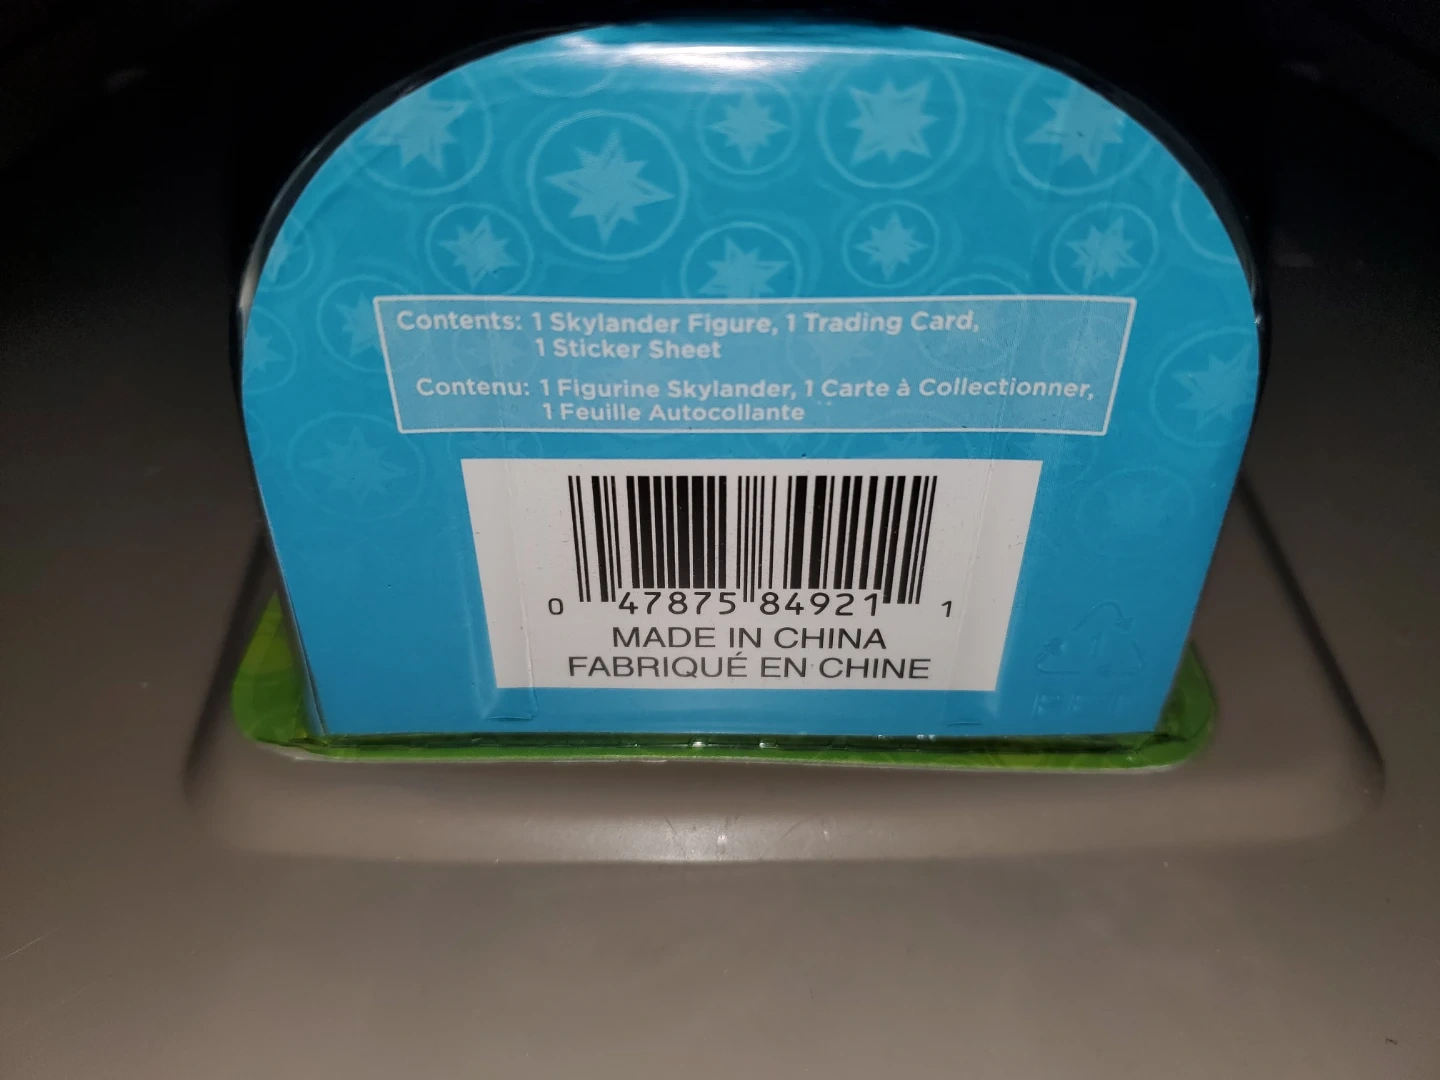 Contents: 1 Skylander Figure, 1 Trading Card,
1 Sticker Sheet
Contenu: 1 Figurine Skylander, 1 Carte à Collectionner,
1 Feuille Autocollante
0 47875 84921 1
MADE IN CHINA
FABRIQUÉ EN CHINE
1